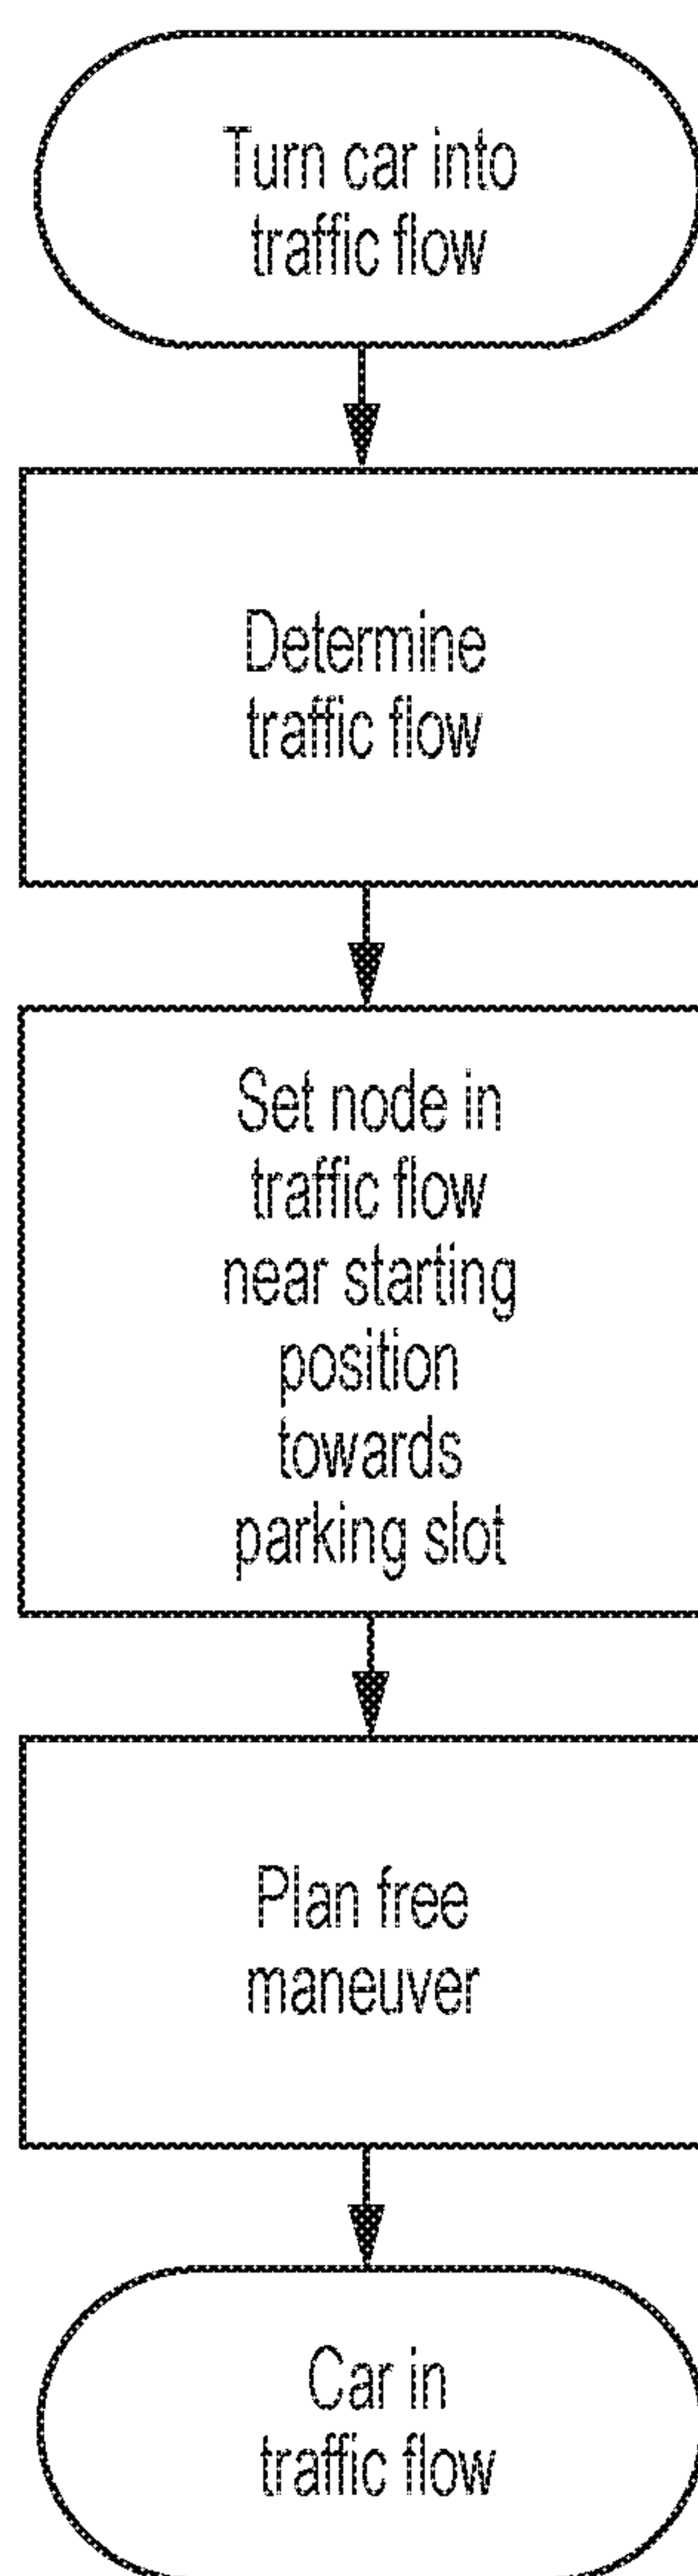 Turn car into
traffic flow
Determine
traffic flow
Set node in
traffic flow
near starting
position
towards
parking slot
Plan free
maneuver
Car in
traffic flow